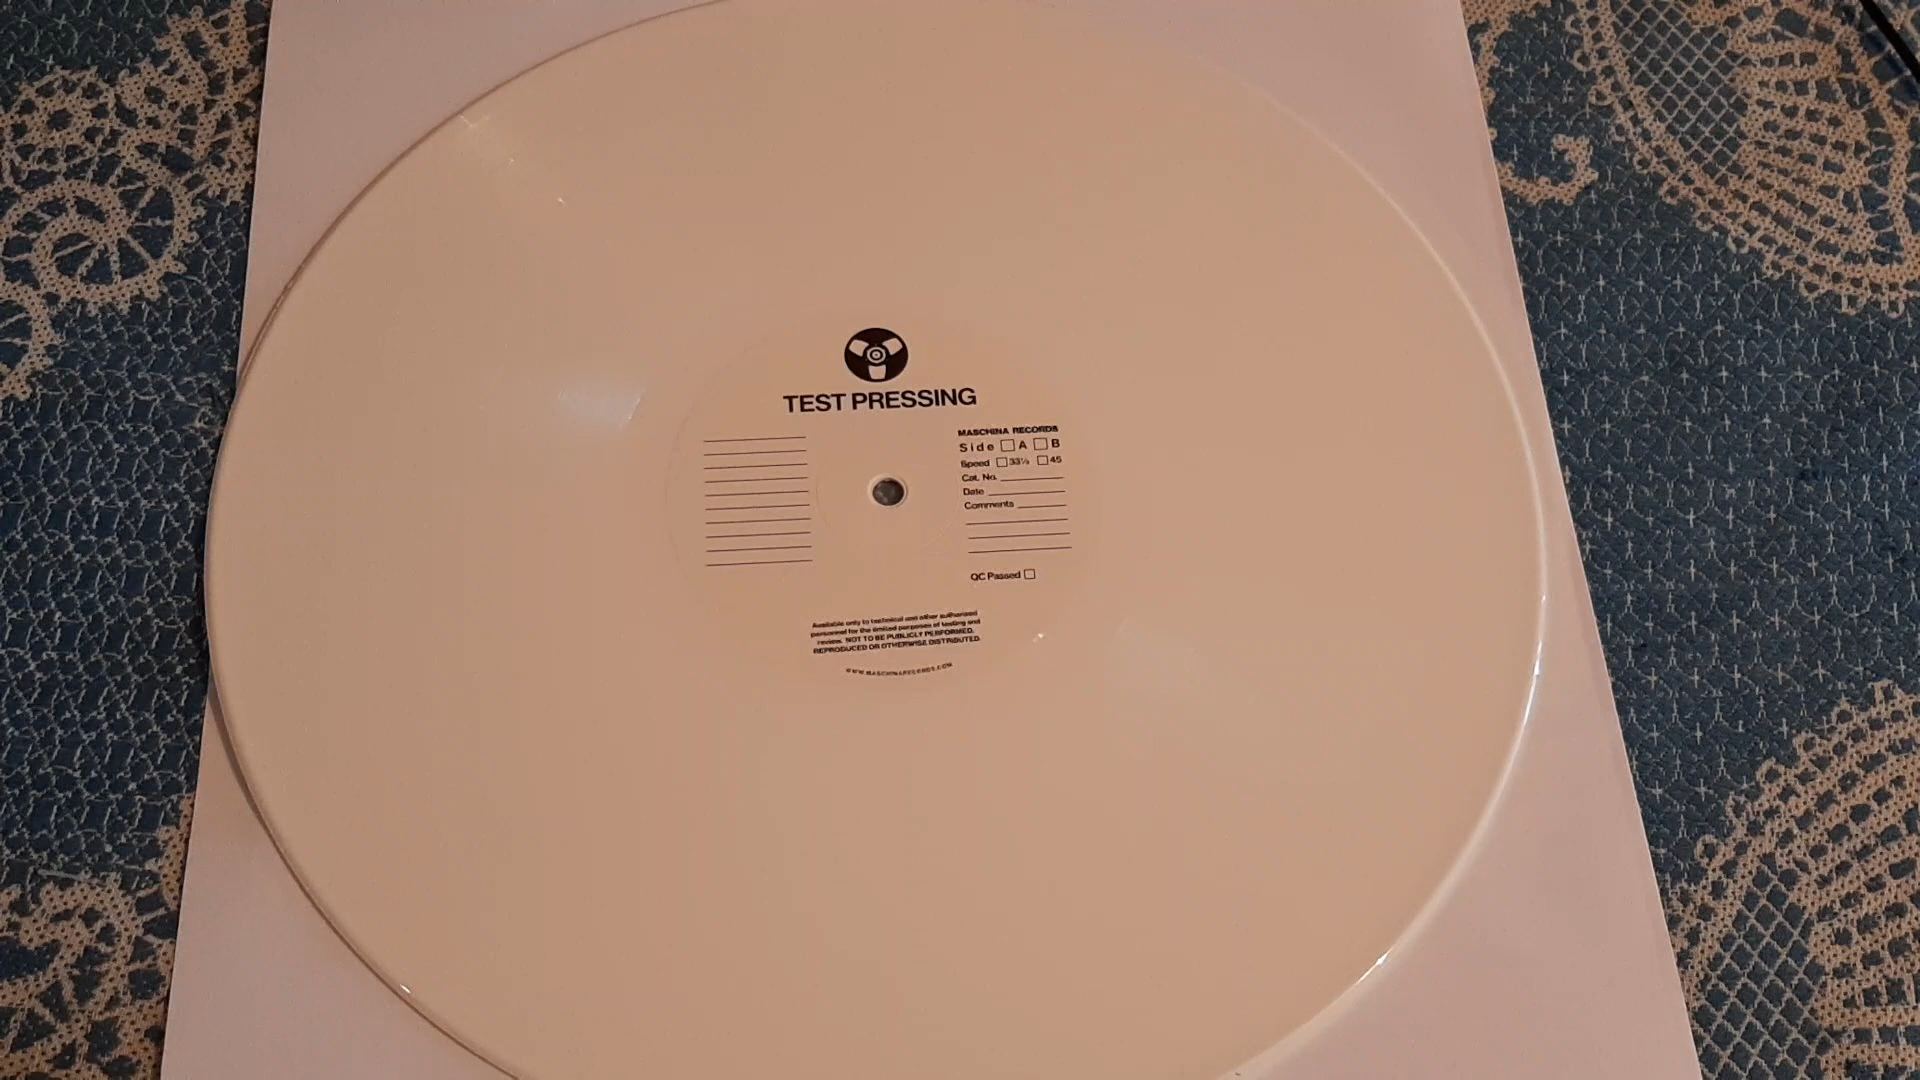 TEST PRESSING
MASCHINA RECORDS
Side A B
Speed 33⅓ 45
Cat. No.
Date
Comments
QC Passed
Available only to technical and other authorized
personnel for the limited purposes of testing and
review. NOT TO BE PUBLICLY PERFORMED,
REPRODUCED OR OTHERWISE DISTRIBUTED.
WWW.MASCHINARECORDS.COM